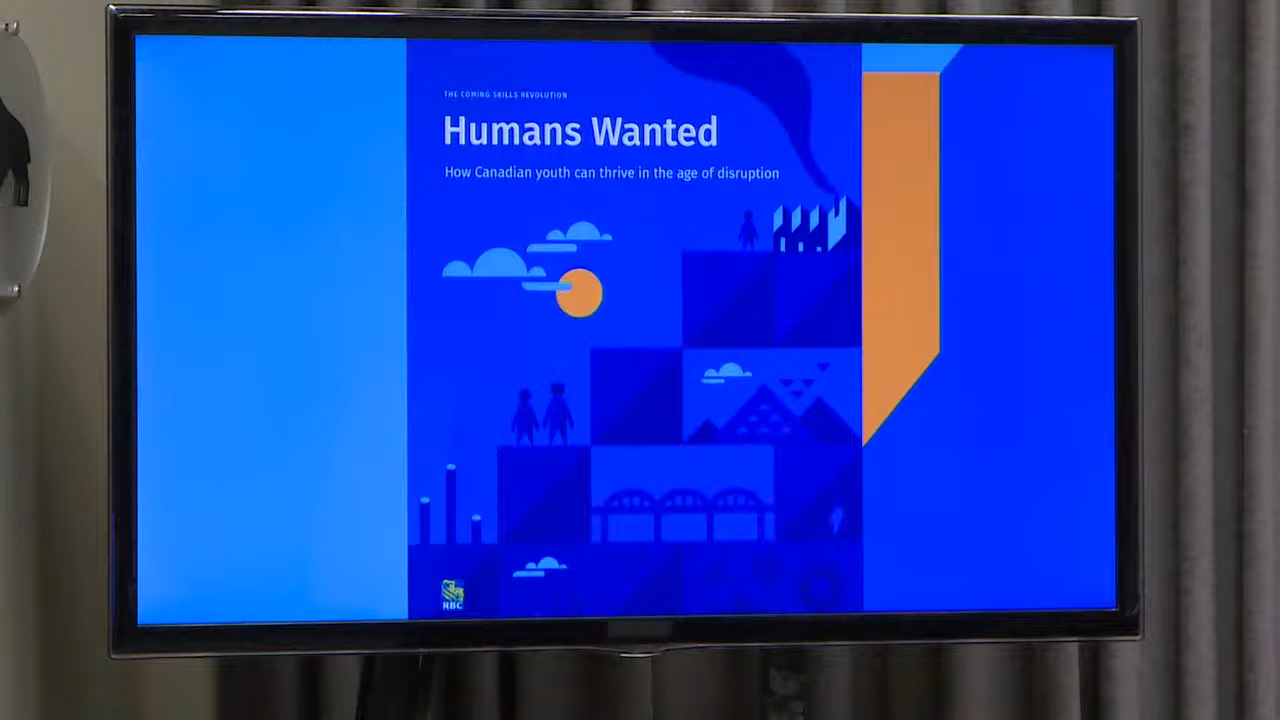 THE COMING SKILLS REVOLUTION
Humans Wanted
How Canadian youth can thrive in the age of disruption
RBC